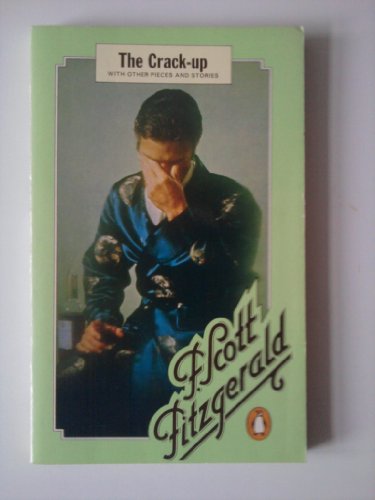 The Crack-up
WITH OTHER PIECES AND STORIES
F. Scott
Fitzgerald